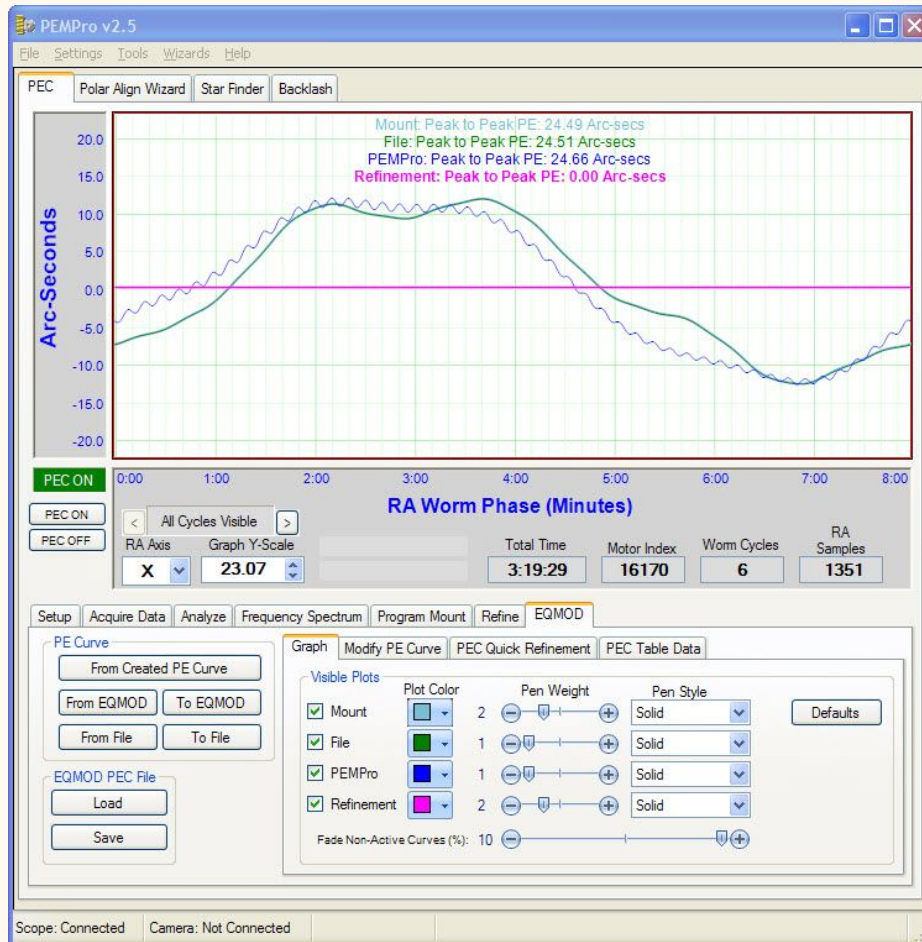 PEMPro v2.5
File Settings Tools Wizards Help
PEC Polar Align Wizard Star Finder Backlash
Mount: Peak to Peak PE: 24.49 Arc-secs
File: Peak to Peak PE: 24.51 Arc-secs
PEMPro: Peak to Peak PE: 24.66 Arc-secs
Refinement: Peak to Peak PE: 0.00 Arc-secs
Arc-Seconds
20.0
15.0
10.0
5.0
0.0
-5.0
-10.0
-15.0
-20.0
PEC ON 0:00 1:00 2:00 3:00 4:00 5:00 6:00 7:00 8:00
RA Worm Phase (Minutes)
PEC ON
PEC OFF
< All Cycles Visible >
RA Axis Graph Y-Scale Total Time Motor Index Worm Cycles RA Samples
X 23.07 3:19:29 16170 6 1351
Setup Acquire Data Analyze Frequency Spectrum Program Mount Refine EQMOD
PE Curve
From Created PE Curve
From EQMOD To EQMOD
From File To File
EQMOD PEC File
Load
Save
Graph Modify PE Curve PEC Quick Refinement PEC Table Data
Visible Plots
Plot Color Pen Weight Pen Style
Mount 2 Solid Defaults
File 1 Solid
PEMPro 1 Solid
Refinement 2 Solid
Fade Non-Active Curves (%): 10
Scope: Connected Camera: Not Connected